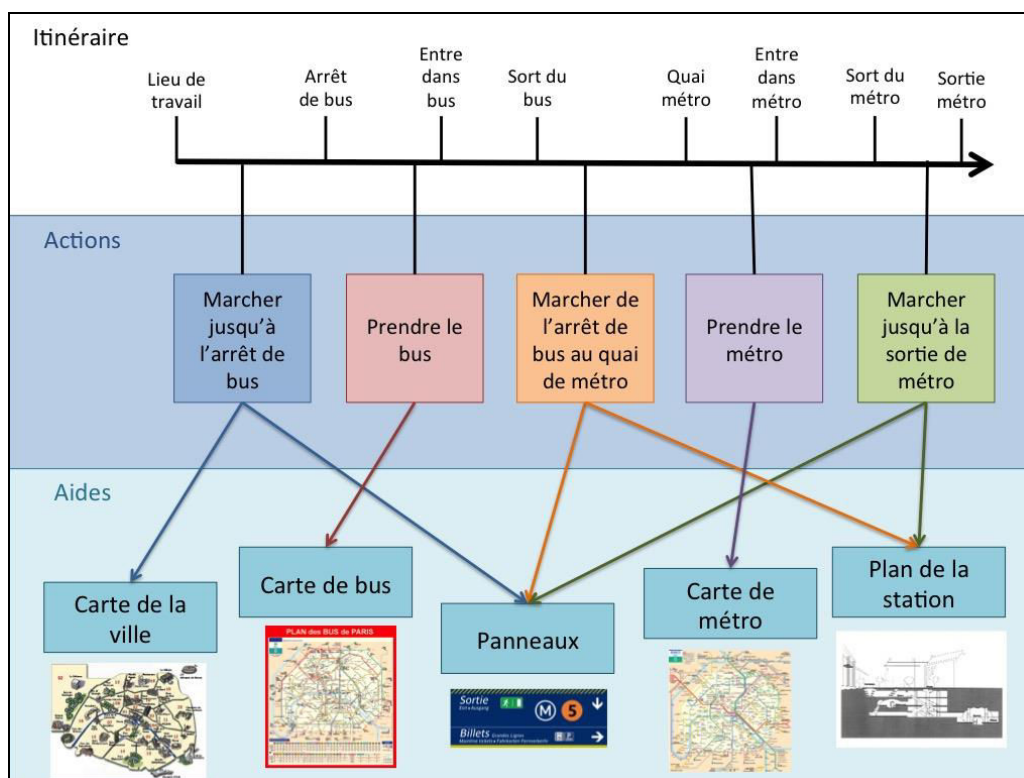 Itinéraire
Lieu de
travail
Arrêt
de bus
Entre
dans
bus
Sort du
bus
Quai
métro
Entre
dans
métro
Sort du
métro
Sortie
métro
Actions
Marcher
jusqu'à
l'arrêt de
bus
Prendre le
bus
Marcher de
l'arrêt de
bus au quai
de métro
Prendre le
métro
Marcher
jusqu'à la
sortie de
métro
Aides
Carte de la
ville
Carte de bus
Panneaux
Carte de
métro
Plan de la
station
PLAN des BUS de PARIS
Sortie
M 5
Billets Grandes Lignes